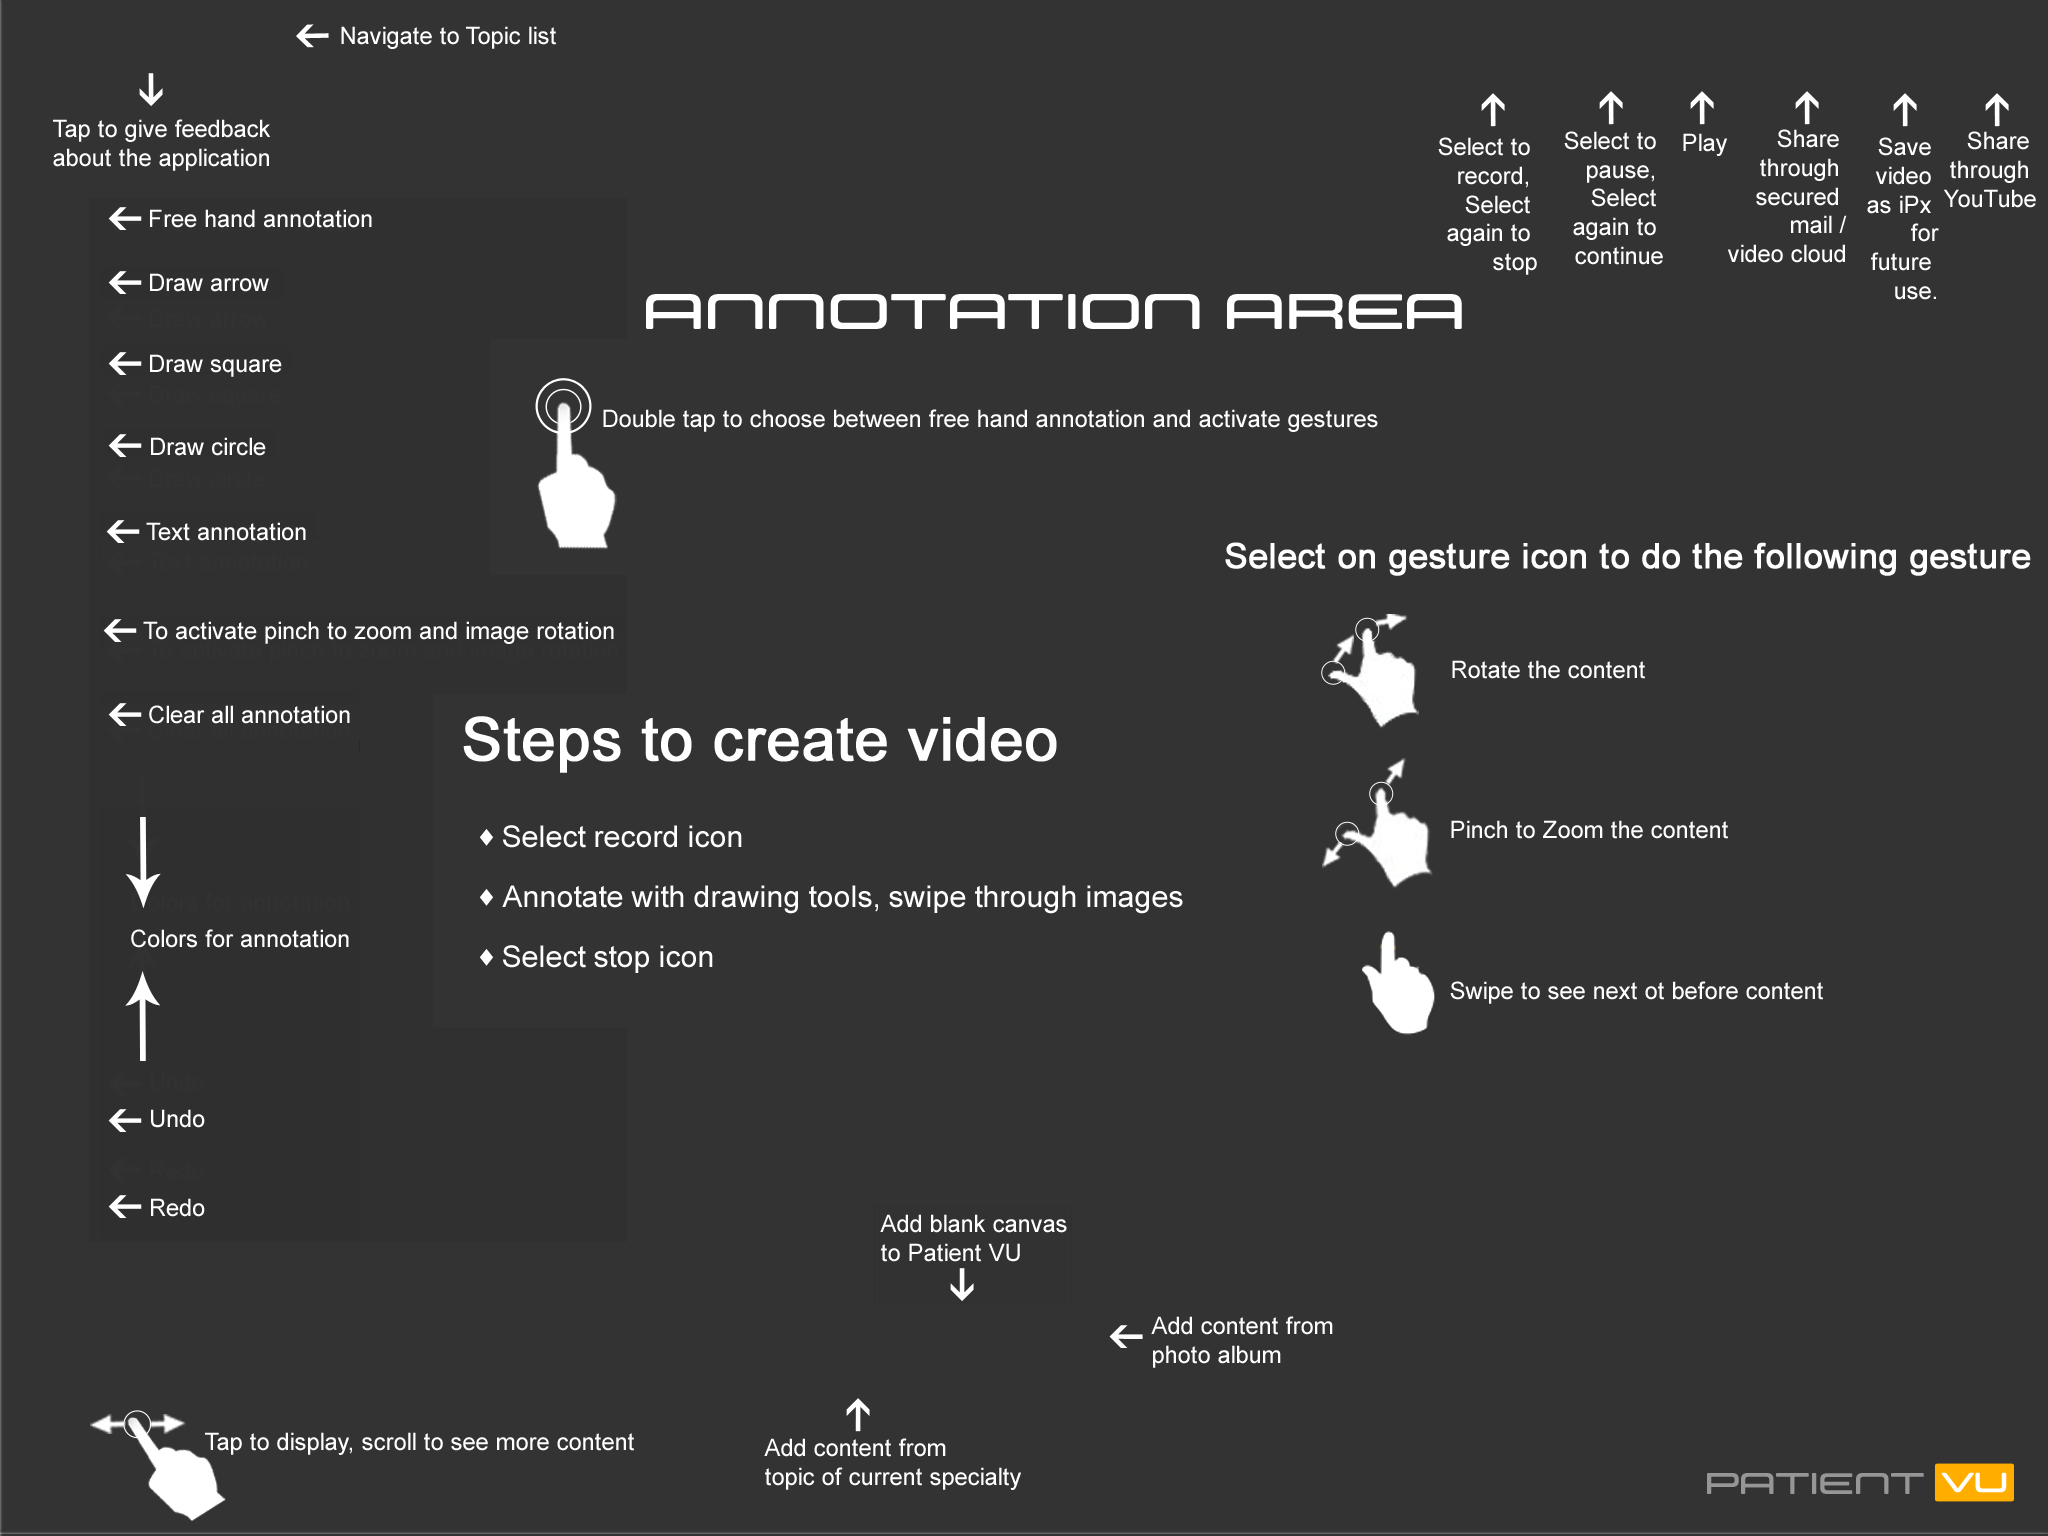 Navigate to Topic list
Tap to give feedback
about the application
Select to
record,
Select
again to
stop
Select to
pause,
Select
again to
continue
Play
Share
through
secured
mail /
video cloud
Save
video
as iPx
for
future
use.
Share
through
YouTube
Free hand annotation
Draw arrow
Draw square
Draw circle
Text annotation
To activate pinch to zoom and image rotation
Clear all annotation
Colors for annotation
Undo
Redo
ANNOTATION AREA
Double tap to choose between free hand annotation and activate gestures
Select on gesture icon to do the following gesture
Rotate the content
Pinch to Zoom the content
Swipe to see next ot before content
Steps to create video
♦ Select record icon
♦ Annotate with drawing tools, swipe through images
♦ Select stop icon
Add blank canvas
to Patient VU
Add content from
photo album
Tap to display, scroll to see more content
Add content from
topic of current specialty
PATIENT VU